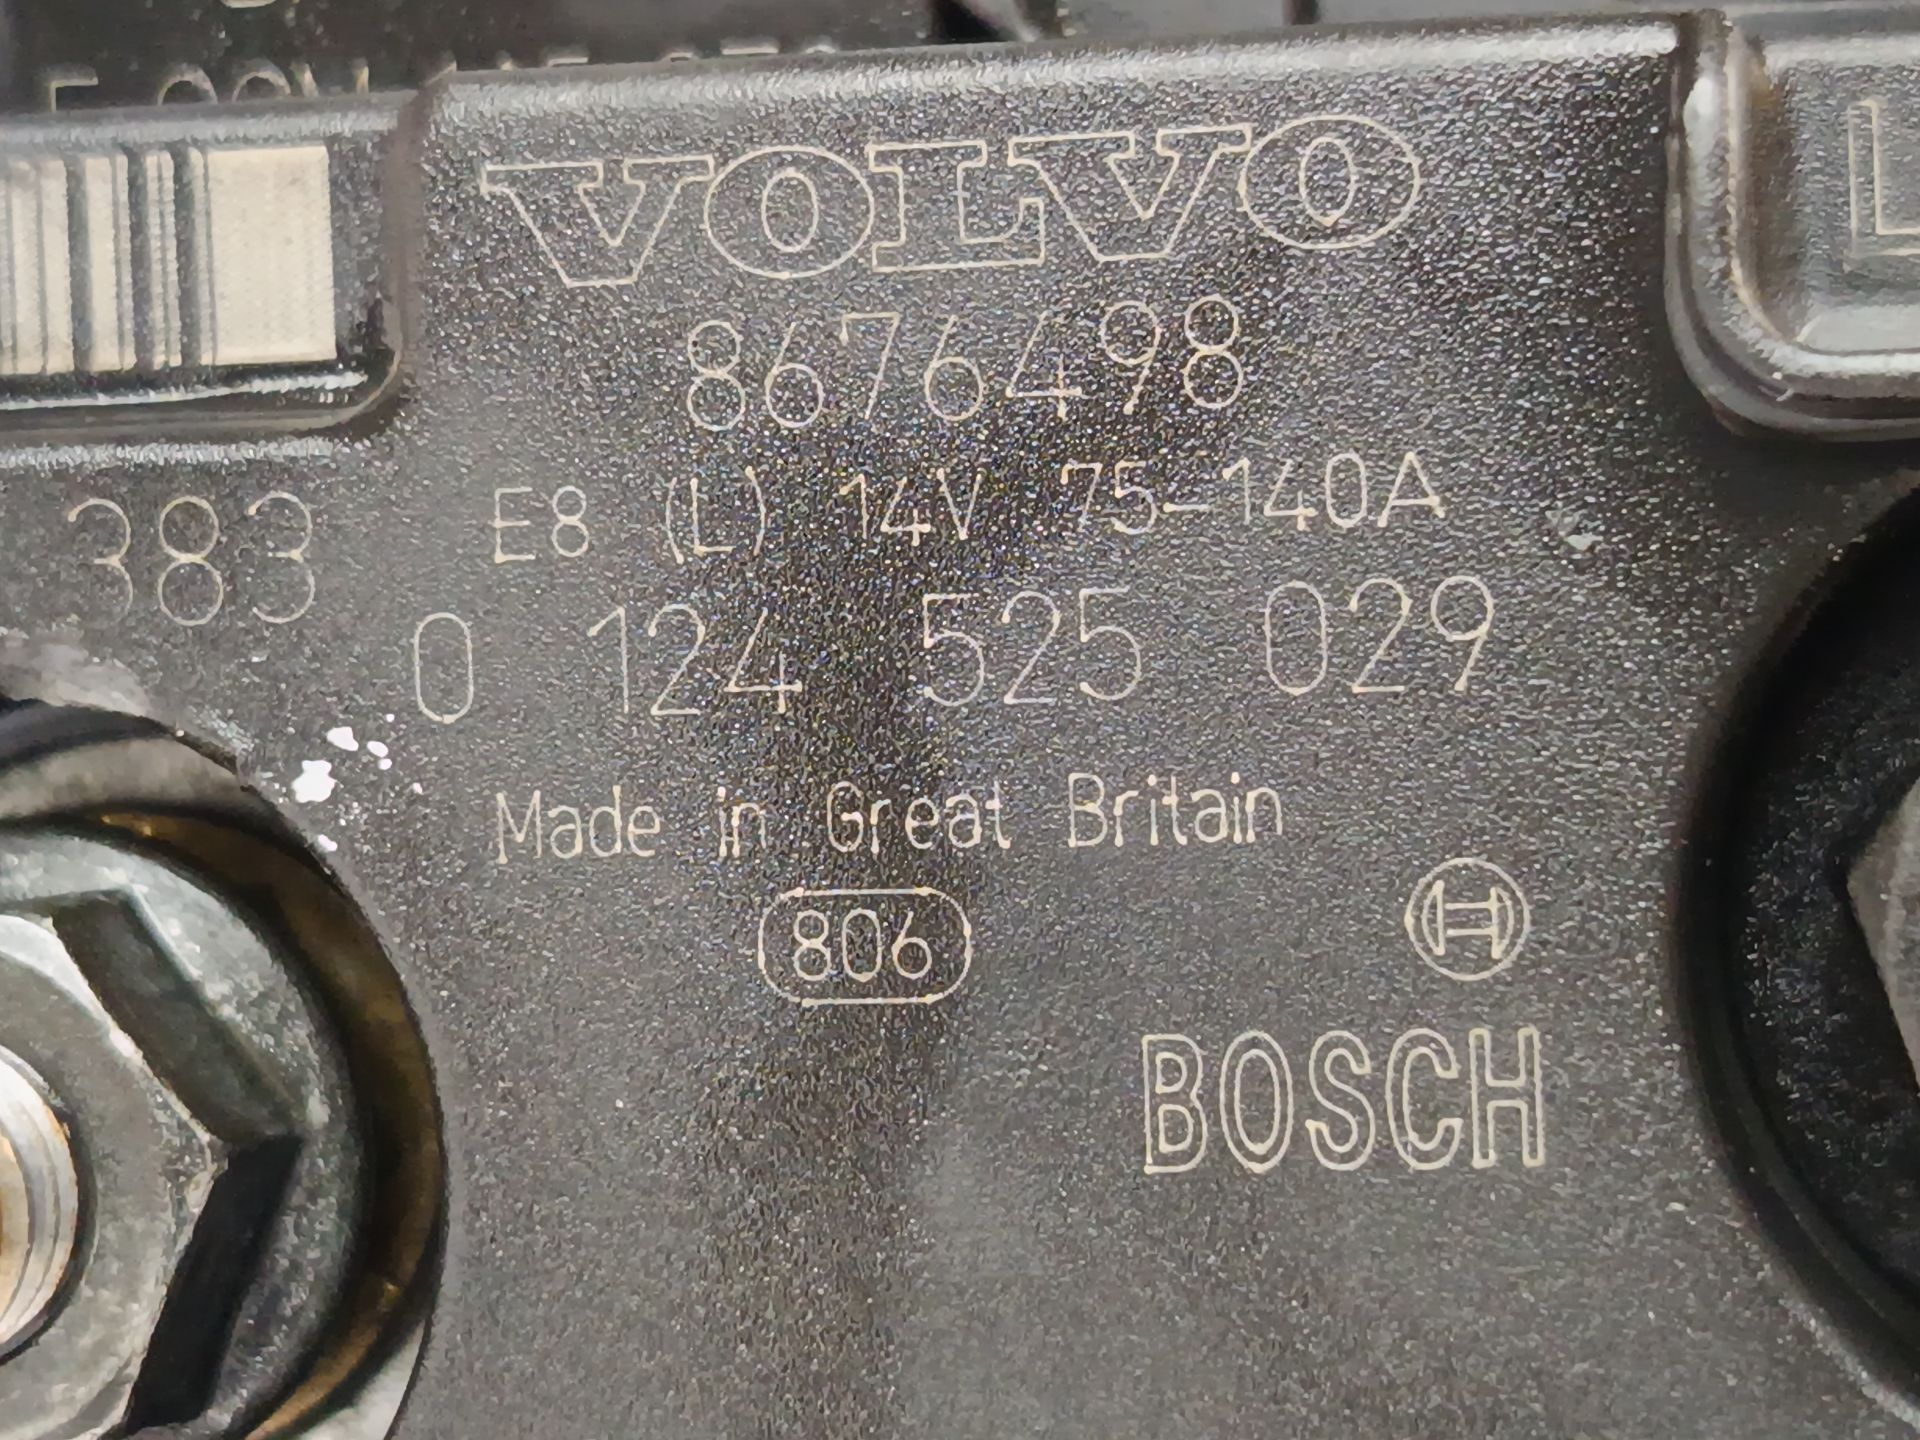 VOLVO
8676498
383 E8 (L) 14V 75-140A
0 124 525 029
Made in Great Britain
806
BOSCH